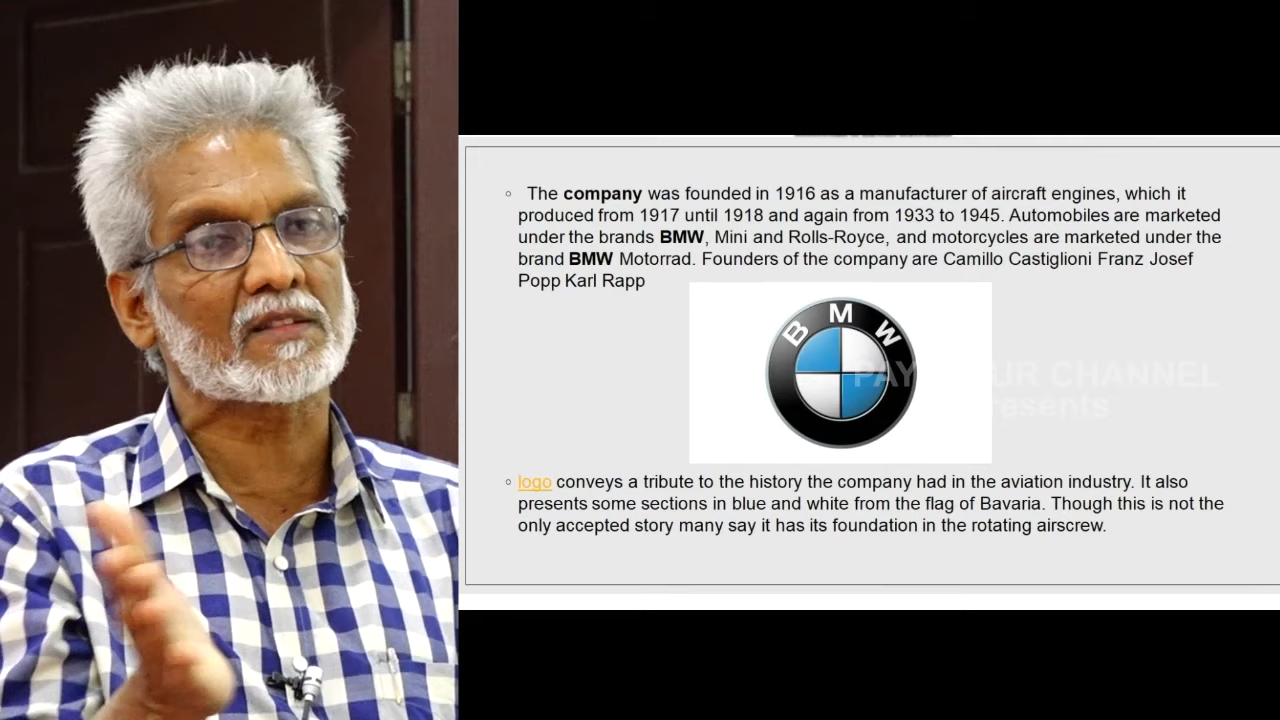 The company was founded in 1916 as a manufacturer of aircraft engines, which it
produced from 1917 until 1918 and again from 1933 to 1945. Automobiles are marketed
under the brands BMW, Mini and Rolls-Royce, and motorcycles are marketed under the
brand BMW Motorrad. Founders of the company are Camillo Castiglioni Franz Josef
Popp Karl Rapp
BMW
CHANNEL
logo conveys a tribute to the history the company had in the aviation industry. It also
presents some sections in blue and white from the flag of Bavaria. Though this is not the
only accepted story many say it has its foundation in the rotating airscrew.